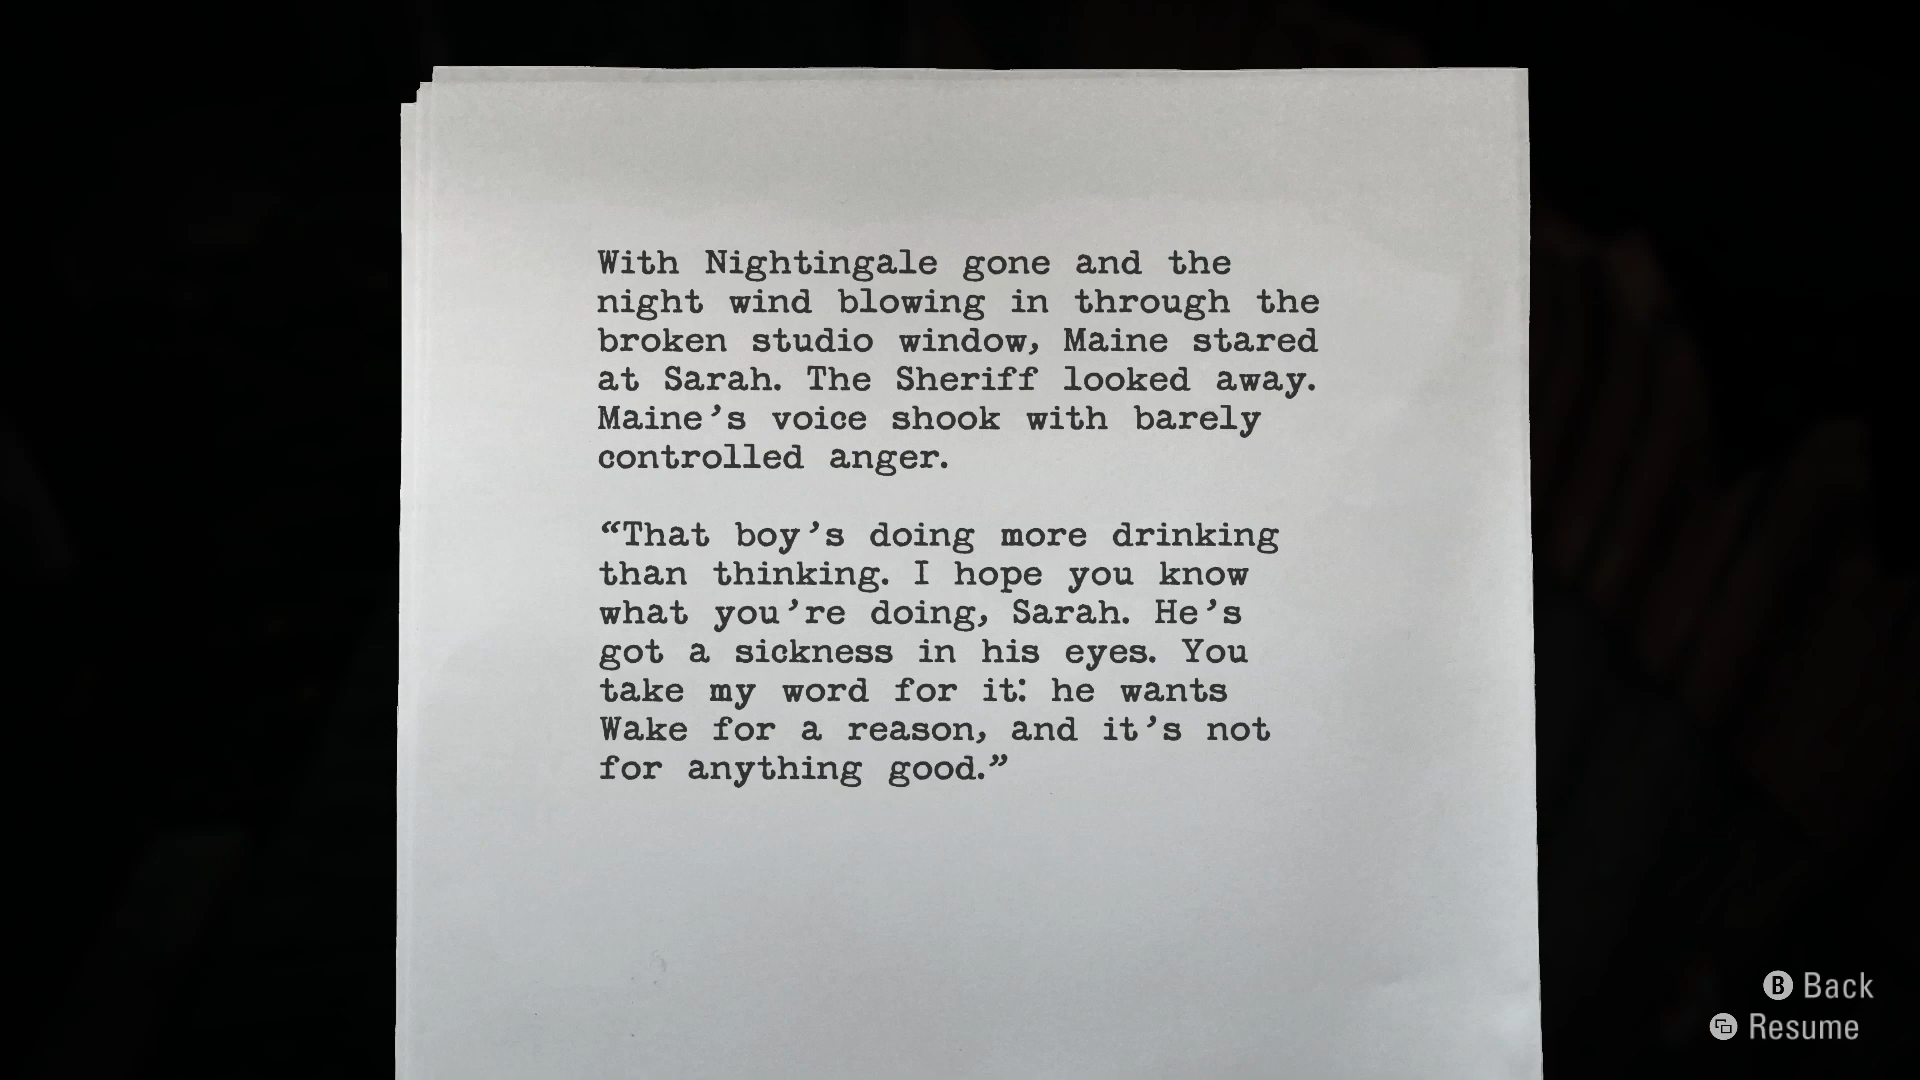 With Nightingale gone and the
night wind blowing in through the
broken studio window, Maine stared
at Sarah. The Sheriff looked away.
Maine’s voice shook with barely
controlled anger.
“That boy’s doing more drinking
than thinking. I hope you know
what you’re doing, Sarah. He’s
got a sickness in his eyes. You
take my word for it: he wants
Wake for a reason, and it’s not
for anything good.”
B Back
Resume